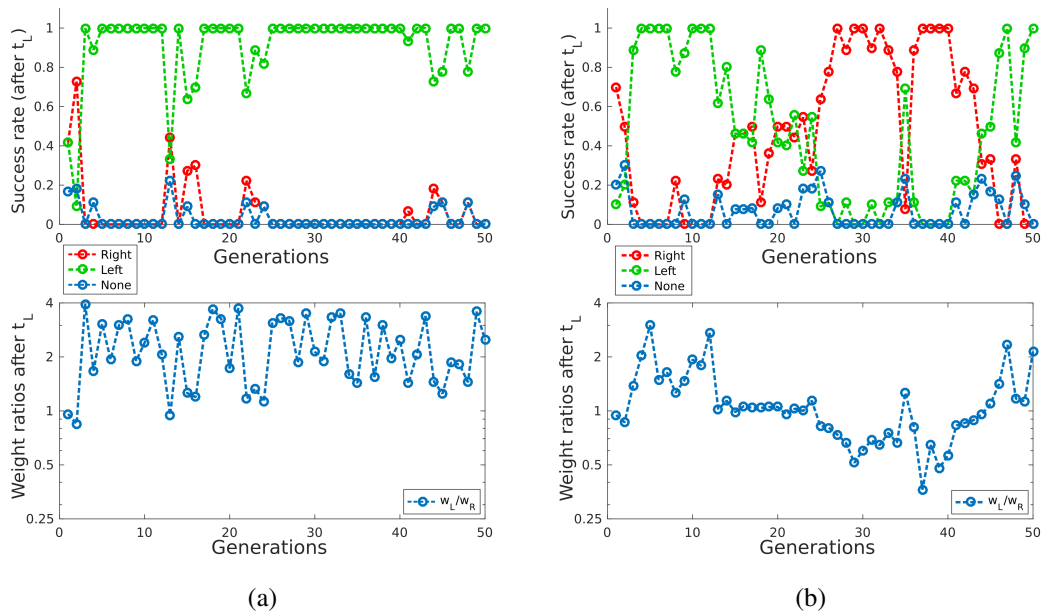 Success rate (after t_L)
1
0.8
0.6
0.4
0.2
0
0 10 20 30 40 50
Generations
Right
Left
None
Weight ratios after t_L
4
2
1
0.5
0.25
w_L/w_R
0 10 20 30 40 50
Generations
(a)
Success rate (after t_L)
1
0.8
0.6
0.4
0.2
0
0 10 20 30 40 50
Generations
Right
Left
None
Weight ratios after t_L
4
2
1
0.5
0.25
w_L/w_R
0 10 20 30 40 50
Generations
(b)